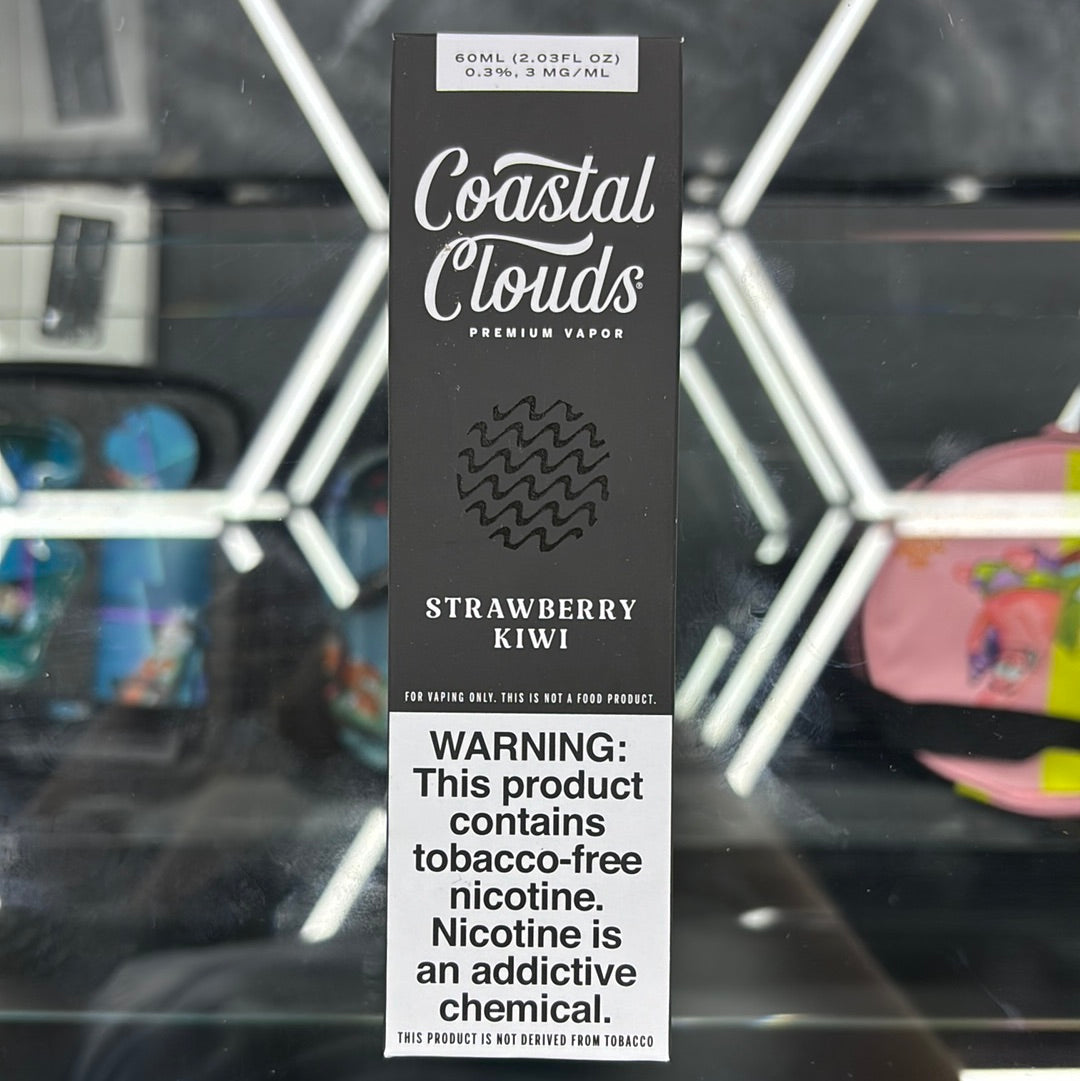 60ML (2.03FL OZ)
0.3%, 3 MG/ML
Coastal
Clouds®
PREMIUM VAPOR
STRAWBERRY
KIWI
FOR VAPING ONLY. THIS IS NOT A FOOD PRODUCT.
WARNING:
This product
contains
tobacco-free
nicotine.
Nicotine is
an addictive
chemical.
THIS PRODUCT IS NOT DERIVED FROM TOBACCO